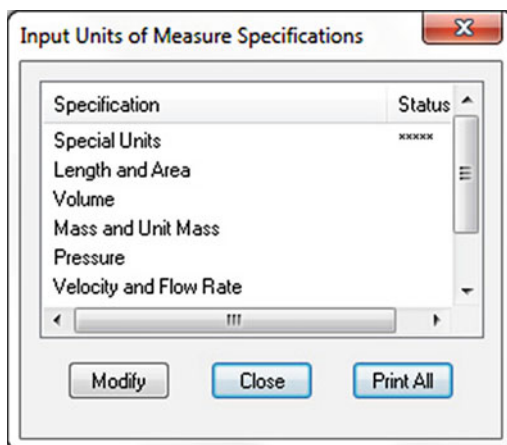 Input Units of Measure Specifications
Specification Status
Special Units xxxxx
Length and Area
Volume
Mass and Unit Mass
Pressure
Velocity and Flow Rate
Modify Close Print All